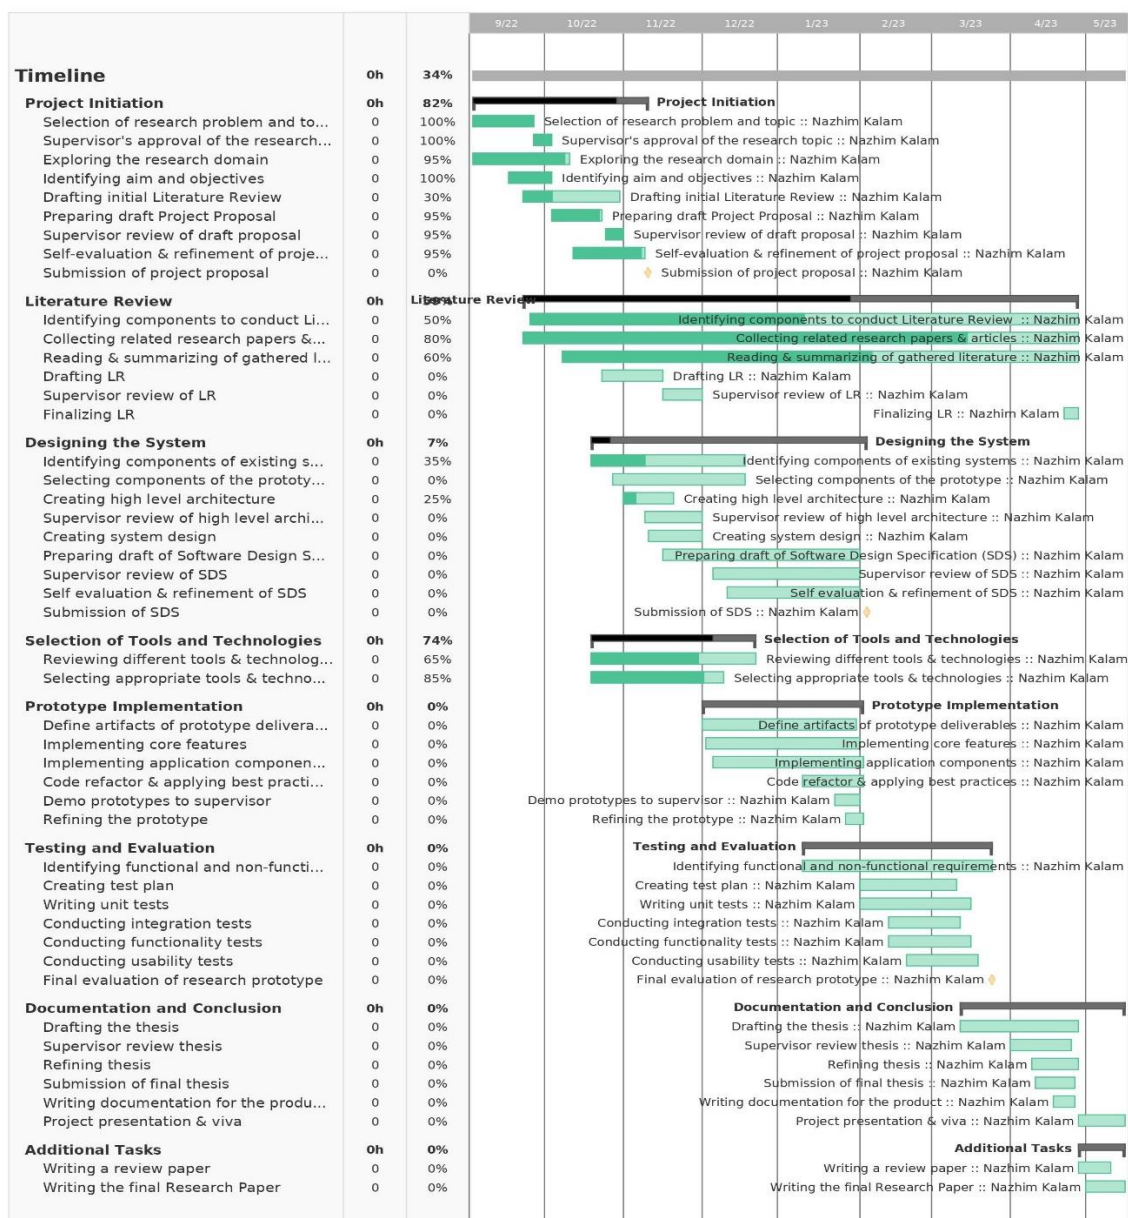 9/22 10/22 11/22 12/22 1/23 2/23 3/23 4/23 5/23
Timeline 0h 34%
Project Initiation 0h 82% Project Initiation
Selection of research problem and to... 0 100% Selection of research problem and topic :: Nazhim Kalam
Supervisor's approval of the research... 0 100% Supervisor's approval of the research topic :: Nazhim Kalam
Exploring the research domain 0 95% Exploring the research domain :: Nazhim Kalam
Identifying aim and objectives 0 100% Identifying aim and objectives :: Nazhim Kalam
Drafting initial Literature Review 0 30% Drafting initial Literature Review :: Nazhim Kalam
Preparing draft Project Proposal 0 95% Preparing draft Project Proposal :: Nazhim Kalam
Supervisor review of draft proposal 0 95% Supervisor review of draft proposal :: Nazhim Kalam
Self-evaluation & refinement of proje... 0 95% Self-evaluation & refinement of project proposal :: Nazhim Kalam
Submission of project proposal 0 0% Submission of project proposal :: Nazhim Kalam
Literature Review 0h Literature Review
Identifying components to conduct Li... 0 50% Identifying components to conduct Literature Review :: Nazhim Kalam
Collecting related research papers &... 0 80% Collecting related research papers & articles :: Nazhim Kalam
Reading & summarizing of gathered l... 0 60% Reading & summarizing of gathered literature :: Nazhim Kalam
Drafting LR 0 0% Drafting LR :: Nazhim Kalam
Supervisor review of LR 0 0% Supervisor review of LR :: Nazhim Kalam
Finalizing LR 0 0% Finalizing LR :: Nazhim Kalam
Designing the System 0h 7% Designing the System
Identifying components of existing s... 0 35% Identifying components of existing systems :: Nazhim Kalam
Selecting components of the prototy... 0 0% Selecting components of the prototype :: Nazhim Kalam
Creating high level architecture 0 25% Creating high level architecture :: Nazhim Kalam
Supervisor review of high level archi... 0 0% Supervisor review of high level architecture :: Nazhim Kalam
Creating system design 0 0% Creating system design :: Nazhim Kalam
Preparing draft of Software Design S... 0 0% Preparing draft of Software Design Specification (SDS) :: Nazhim Kalam
Supervisor review of SDS 0 0% Supervisor review of SDS :: Nazhim Kalam
Self evaluation & refinement of SDS 0 0% Self evaluation & refinement of SDS :: Nazhim Kalam
Submission of SDS 0 0% Submission of SDS :: Nazhim Kalam
Selection of Tools and Technologies 0h 74% Selection of Tools and Technologies
Reviewing different tools & technolog... 0 65% Reviewing different tools & technologies :: Nazhim Kalam
Selecting appropriate tools & techno... 0 85% Selecting appropriate tools & technologies :: Nazhim Kalam
Prototype Implementation 0h 0% Prototype Implementation
Define artifacts of prototype delivera... 0 0% Define artifacts of prototype deliverables :: Nazhim Kalam
Implementing core features 0 0% Implementing core features :: Nazhim Kalam
Implementing application componen... 0 0% Implementing application components :: Nazhim Kalam
Code refactor & applying best practi... 0 0% Code refactor & applying best practices :: Nazhim Kalam
Demo prototypes to supervisor 0 0% Demo prototypes to supervisor :: Nazhim Kalam
Refining the prototype 0 0% Refining the prototype :: Nazhim Kalam
Testing and Evaluation 0h 0% Testing and Evaluation
Identifying functional and non-functi... 0 0% Identifying functional and non-functional requirements :: Nazhim Kalam
Creating test plan 0 0% Creating test plan :: Nazhim Kalam
Writing unit tests 0 0% Writing unit tests :: Nazhim Kalam
Conducting integration tests 0 0% Conducting integration tests :: Nazhim Kalam
Conducting functionality tests 0 0% Conducting functionality tests :: Nazhim Kalam
Conducting usability tests 0 0% Conducting usability tests :: Nazhim Kalam
Final evaluation of research prototype 0 0% Final evaluation of research prototype :: Nazhim Kalam
Documentation and Conclusion 0h 0% Documentation and Conclusion
Drafting the thesis 0 0% Drafting the thesis :: Nazhim Kalam
Supervisor review thesis 0 0% Supervisor review thesis :: Nazhim Kalam
Refining thesis 0 0% Refining thesis :: Nazhim Kalam
Submission of final thesis 0 0% Submission of final thesis :: Nazhim Kalam
Writing documentation for the produ... 0 0% Writing documentation for the product :: Nazhim Kalam
Project presentation & viva 0 0% Project presentation & viva :: Nazhim Kalam
Additional Tasks 0h 0% Additional Tasks
Writing a review paper 0 0% Writing a review paper :: Nazhim Kalam
Writing the final Research Paper 0 0% Writing the final Research Paper :: Nazhim Kalam